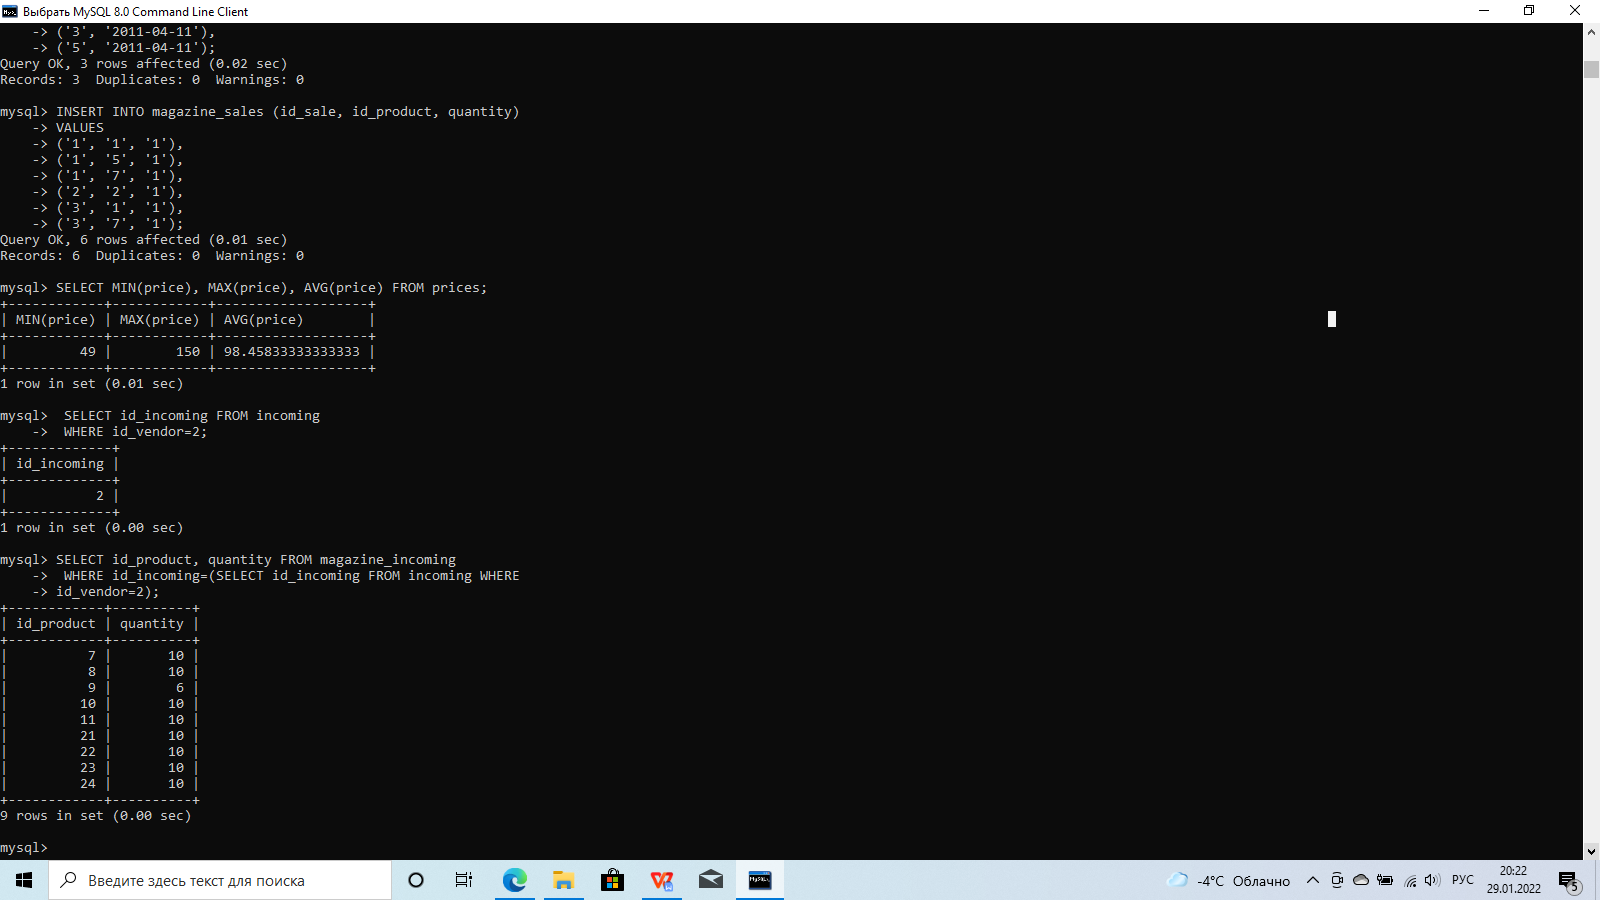 Выбрать MySQL 8.0 Command Line Client
    -> ('3', '2011-04-11'),
    -> ('5', '2011-04-11');
Query OK, 3 rows affected (0.02 sec)
Records: 3  Duplicates: 0  Warnings: 0

mysql> INSERT INTO magazine_sales (id_sale, id_product, quantity)
    -> VALUES
    -> ('1', '1', '1'),
    -> ('1', '5', '1'),
    -> ('1', '7', '1'),
    -> ('2', '2', '1'),
    -> ('3', '1', '1'),
    -> ('3', '7', '1');
Query OK, 6 rows affected (0.01 sec)
Records: 6  Duplicates: 0  Warnings: 0

mysql> SELECT MIN(price), MAX(price), AVG(price) FROM prices;
+------------+------------+-------------------+
| MIN(price) | MAX(price) | AVG(price)        |
+------------+------------+-------------------+
|         49 |        150 | 98.45833333333333 |
+------------+------------+-------------------+
1 row in set (0.01 sec)

mysql>  SELECT id_incoming FROM incoming
    ->  WHERE id_vendor=2;
+-------------+
| id_incoming |
+-------------+
|           2 |
+-------------+
1 row in set (0.00 sec)

mysql> SELECT id_product, quantity FROM magazine_incoming
    ->  WHERE id_incoming=(SELECT id_incoming FROM incoming WHERE
    -> id_vendor=2);
+------------+----------+
| id_product | quantity |
+------------+----------+
|          7 |       10 |
|          8 |       10 |
|          9 |        6 |
|         10 |       10 |
|         11 |       10 |
|         21 |       10 |
|         22 |       10 |
|         23 |       10 |
|         24 |       10 |
+------------+----------+
9 rows in set (0.00 sec)

mysql>
Введите здесь текст для поиска
MySQL
-4°C Облачно
РУС
20:22
29.01.2022
5